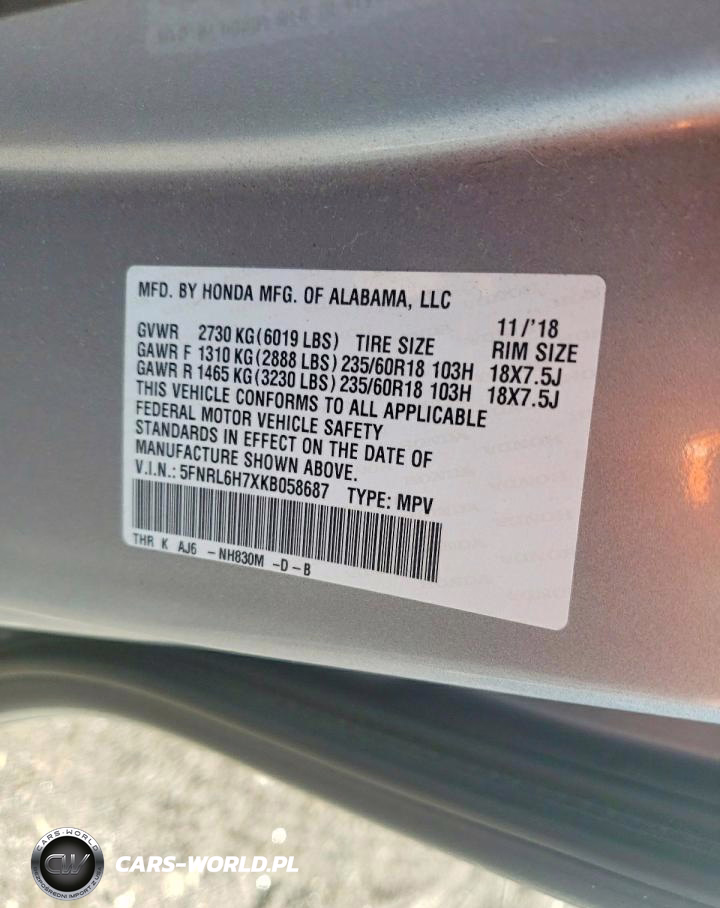 MFD. BY HONDA MFG. OF ALABAMA, LLC
11/'18
GVWR 2730 KG(6019 LBS) TIRE SIZE RIM SIZE
GAWR F 1310 KG(2888 LBS) 235/60R18 103H 18X7.5J
GAWR R 1465 KG(3230 LBS) 235/60R18 103H 18X7.5J
THIS VEHICLE CONFORMS TO ALL APPLICABLE
FEDERAL MOTOR VEHICLE SAFETY
STANDARDS IN EFFECT ON THE DATE OF
MANUFACTURE SHOWN ABOVE.
V.I.N.: 5FNRL6H7XKB058687 TYPE: MPV
THR K AJ6 -NH830M -D-B
CARS-WORLD
CW
CARS-WORLD.PL